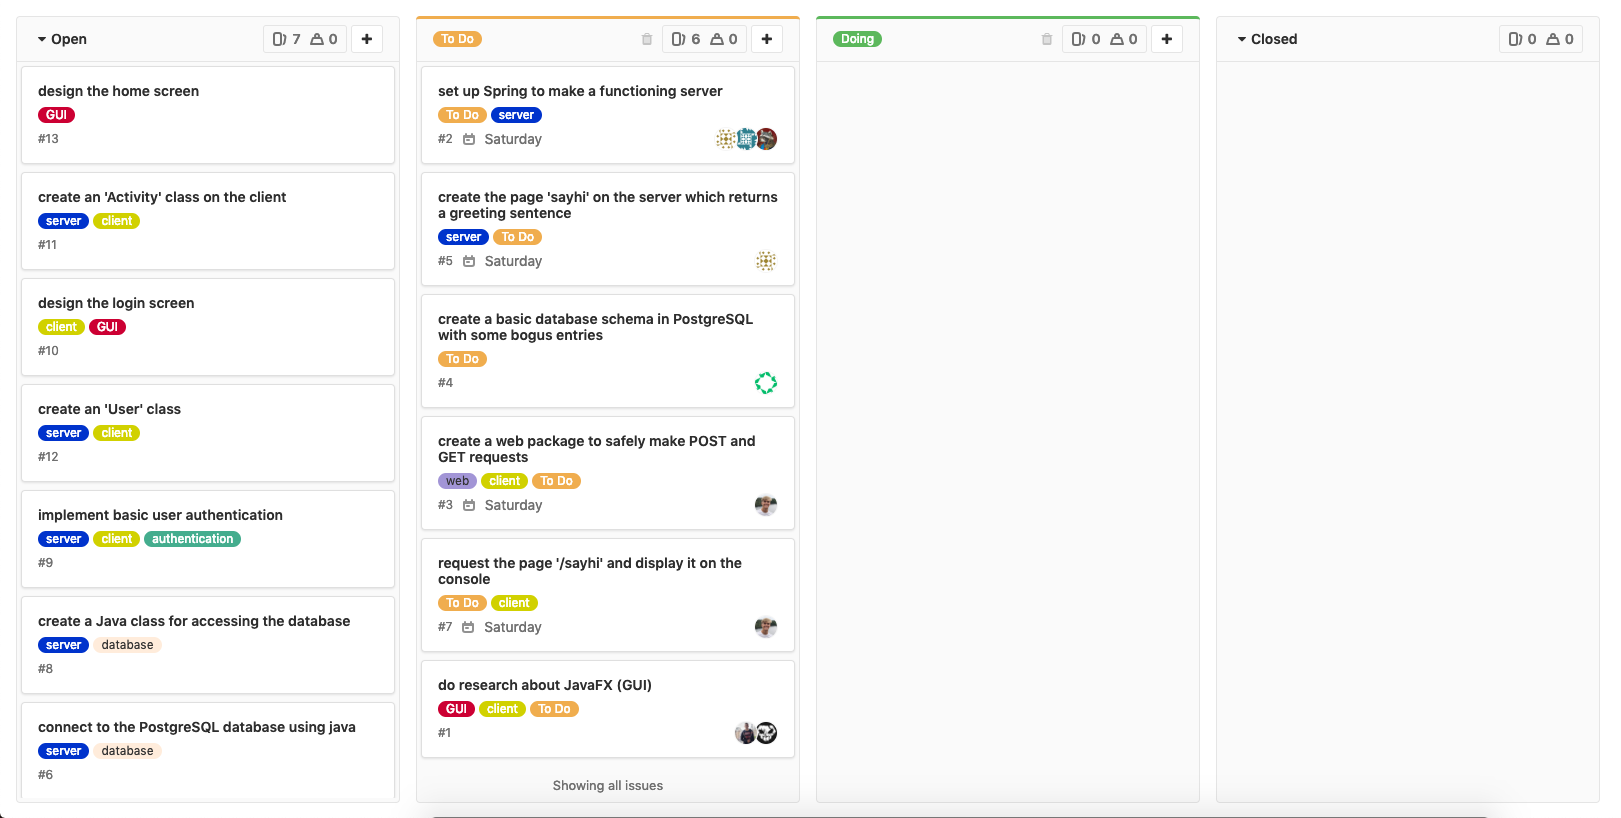 Open
7
0
design the home screen
GUI
#13
create an 'Activity' class on the client
server client
#11
design the login screen
client GUI
#10
create an 'User' class
server client
#12
implement basic user authentication
server client authentication
#9
create a Java class for accessing the database
server database
#8
connect to the PostgreSQL database using java
server database
#6
To Do
6
0
set up Spring to make a functioning server
To Do server
#2 Saturday
create the page 'sayhi' on the server which returns
a greeting sentence
server To Do
#5 Saturday
create a basic database schema in PostgreSQL
with some bogus entries
To Do
#4
create a web package to safely make POST and
GET requests
web client To Do
#3 Saturday
request the page '/sayhi' and display it on the
console
To Do client
#7 Saturday
do research about JavaFX (GUI)
GUI client To Do
#1
Showing all issues
Doing
0
0
Closed
0
0